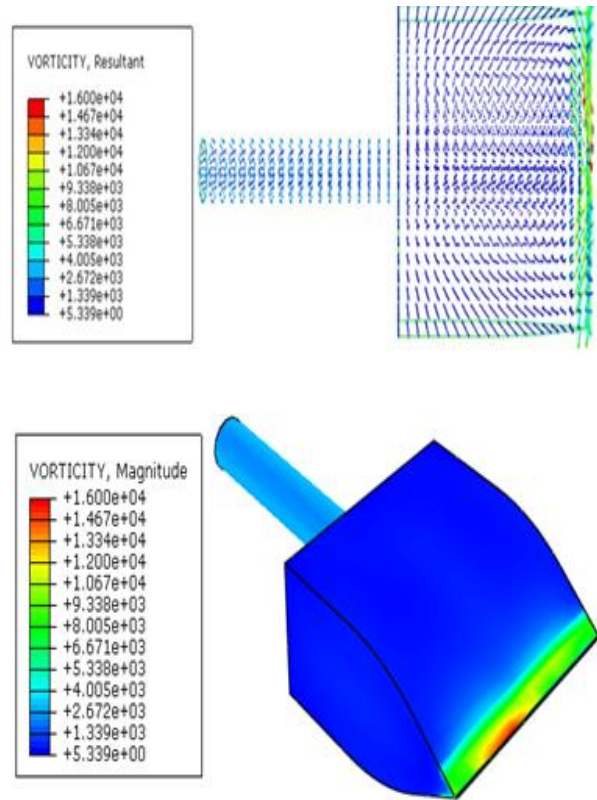 VORTICITY, Resultant
+1.600e+04
+1.467e+04
+1.334e+04
+1.200e+04
+1.067e+04
+9.338e+03
+8.005e+03
+6.671e+03
+5.338e+03
+4.005e+03
+2.672e+03
+1.339e+03
+5.339e+00
VORTICITY, Magnitude
+1.600e+04
+1.467e+04
+1.334e+04
+1.200e+04
+1.067e+04
+9.338e+03
+8.005e+03
+6.671e+03
+5.338e+03
+4.005e+03
+2.672e+03
+1.339e+03
+5.339e+00